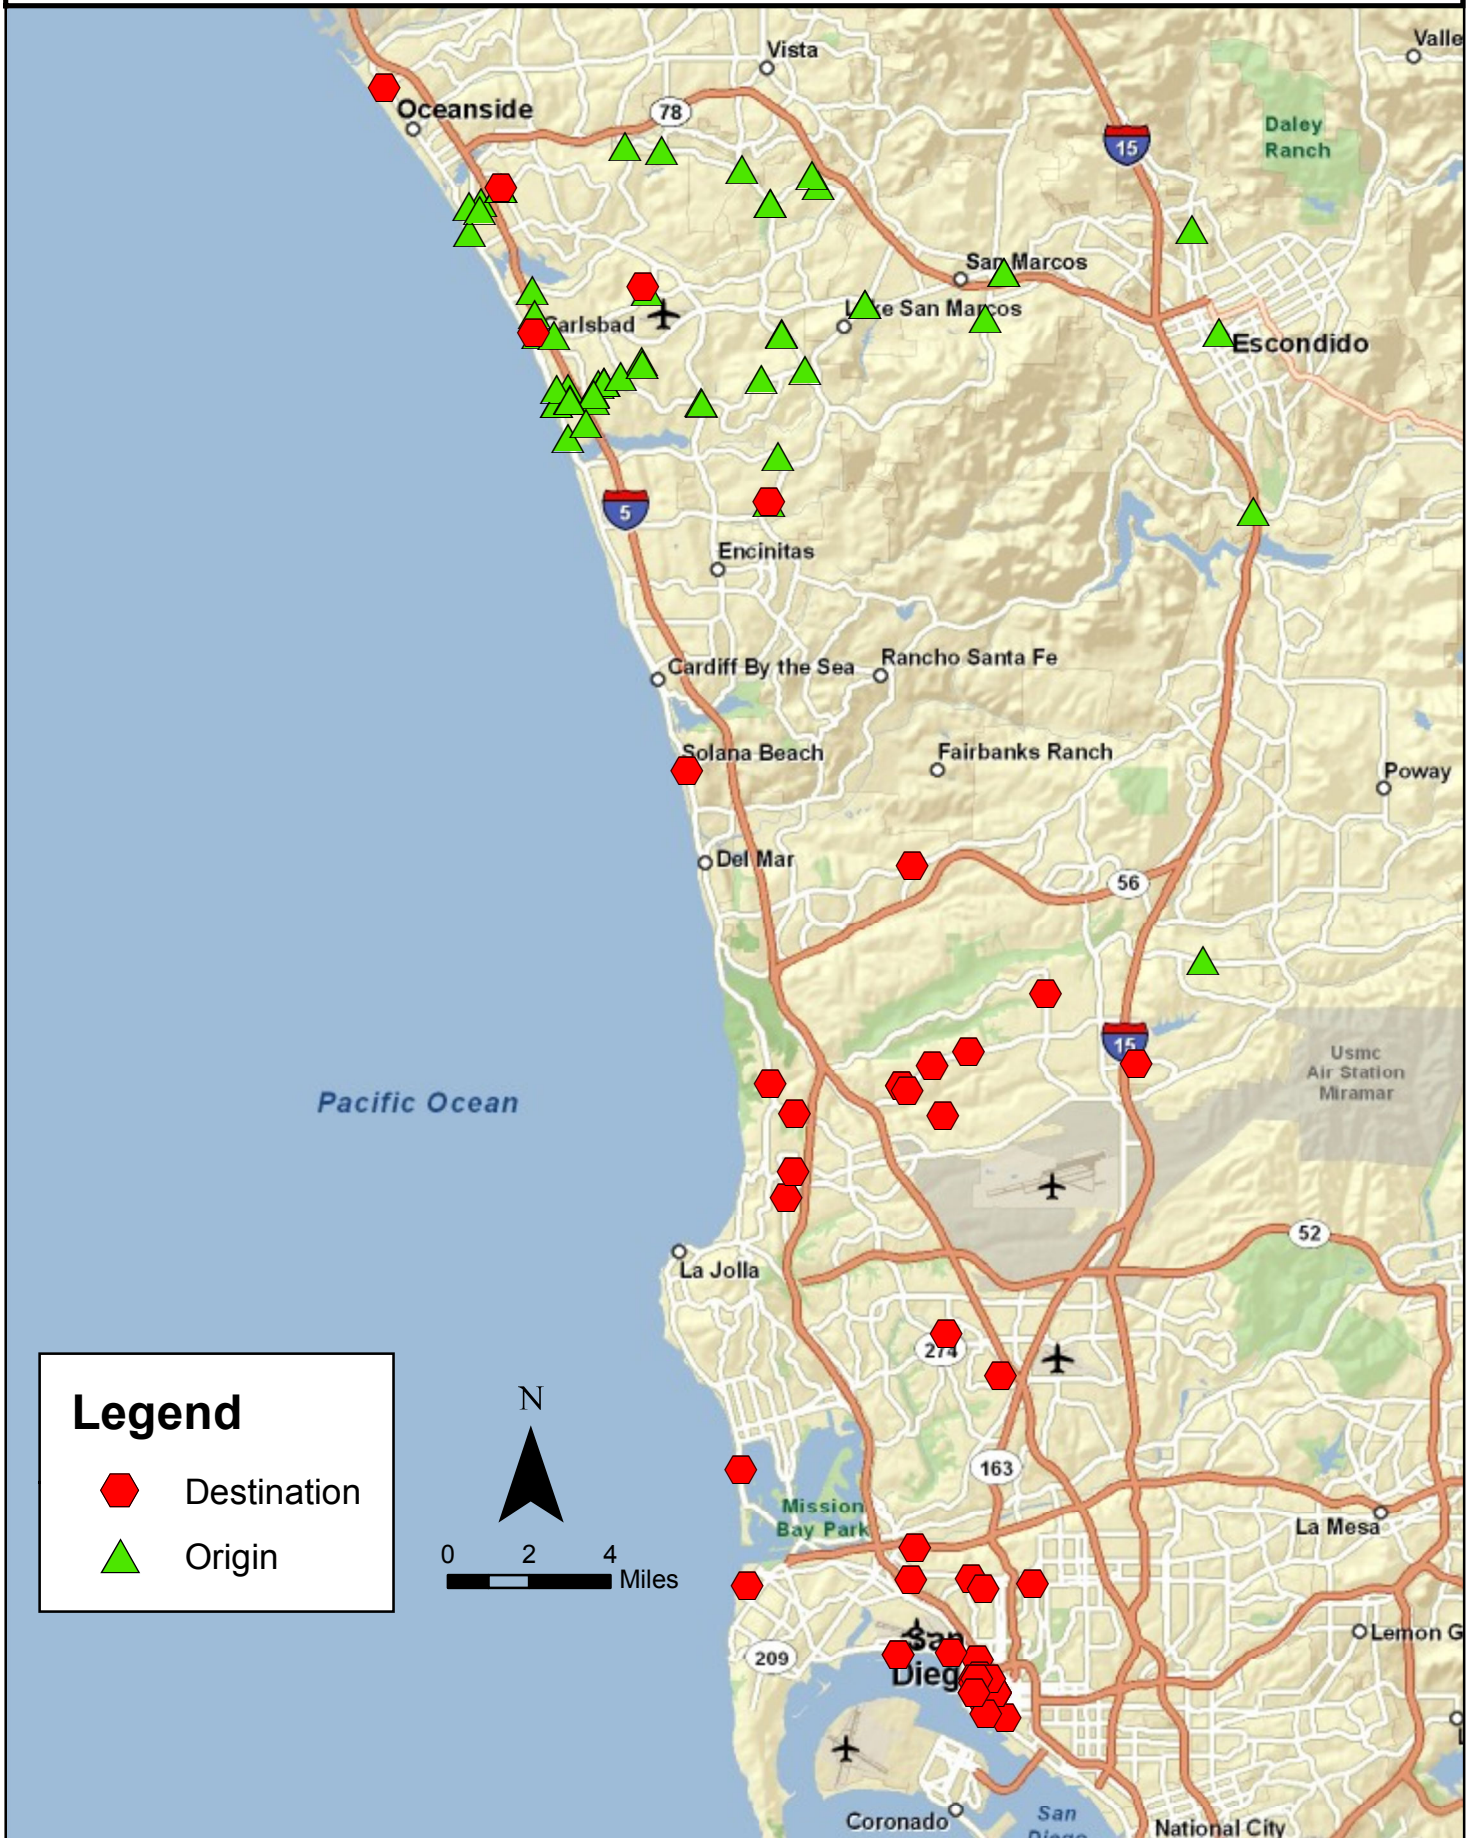 Vista
Valle
Oceanside
78
15
Daley
Ranch
San Marcos
Lake San Marcos
Carlsbad
Escondido
5
Encinitas
Cardiff By the Sea
Rancho Santa Fe
Solana Beach
Fairbanks Ranch
Poway
Del Mar
56
15
Usmc
Air Station
Miramar
Pacific Ocean
52
La Jolla
274
Legend
Destination
Origin
N
0 2 4
Miles
163
Mission
Bay Park
La Mesa
San
Dieg
209
Lemon G
Coronado
San
Diego
National City